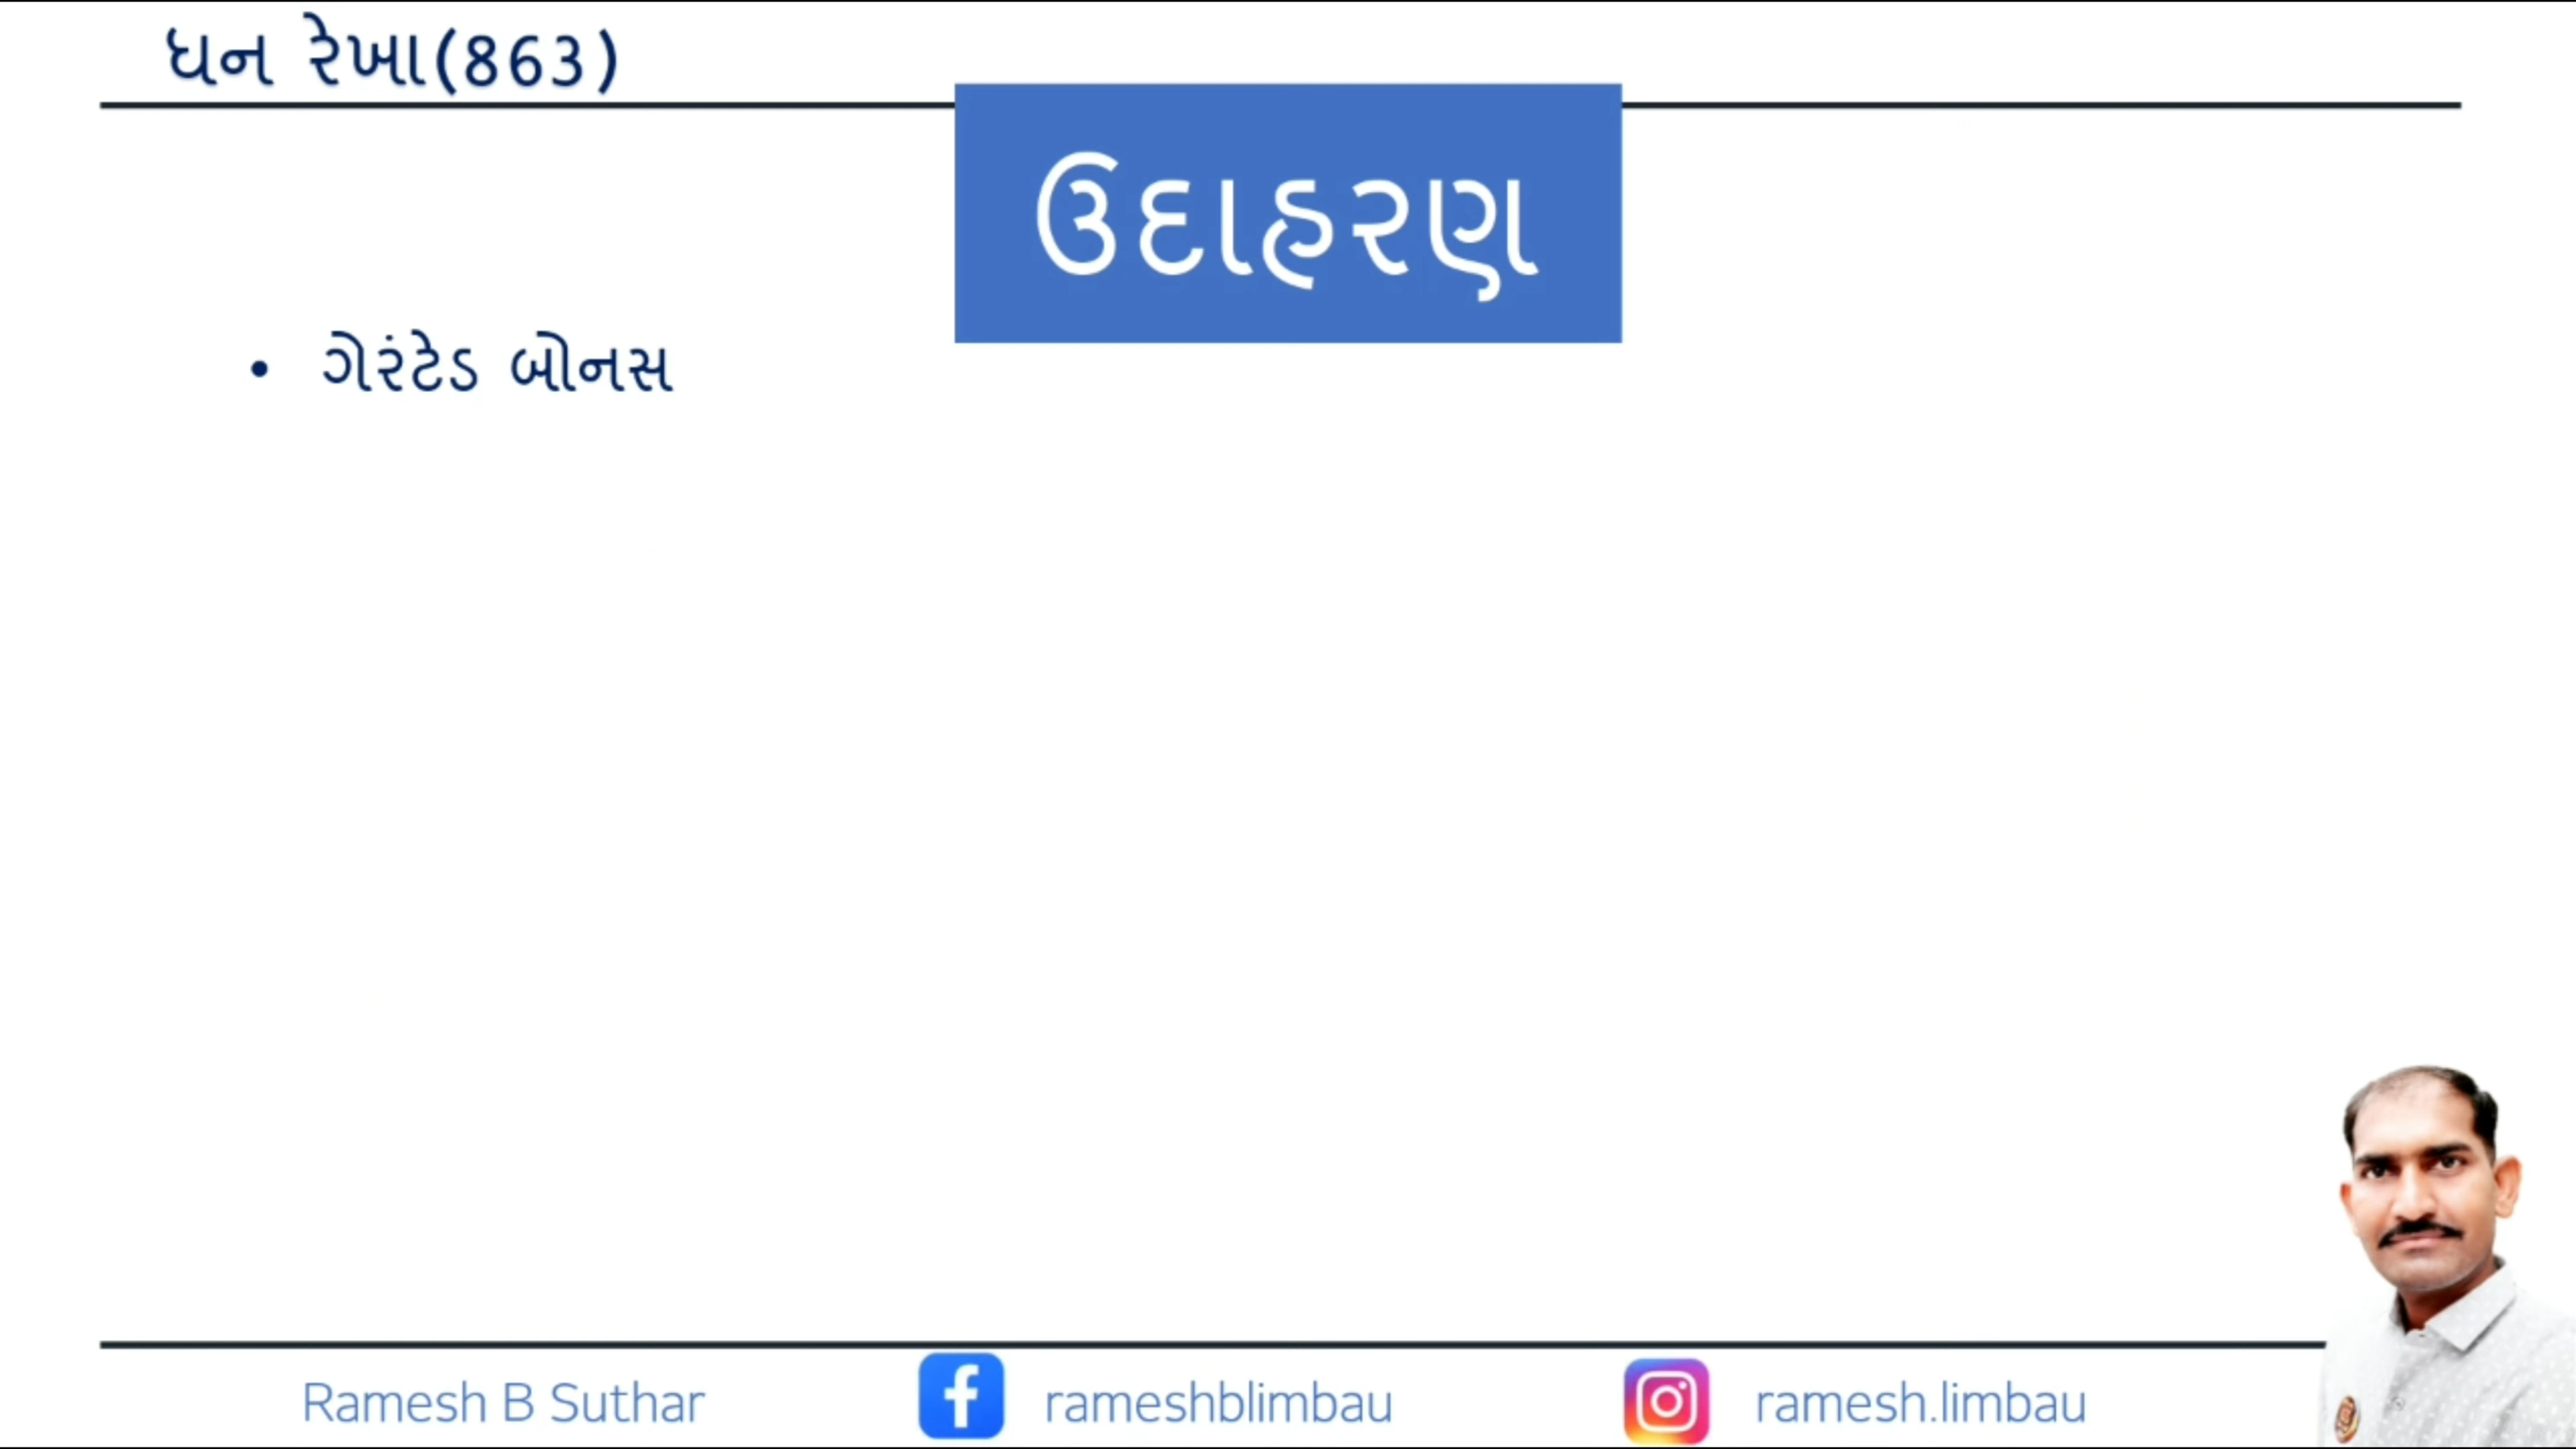 ધન રેખા(863)
ઉદાહરણ
• ગેરંટેડ બોનસ
Ramesh B Suthar
rameshblimbau
ramesh.limbau